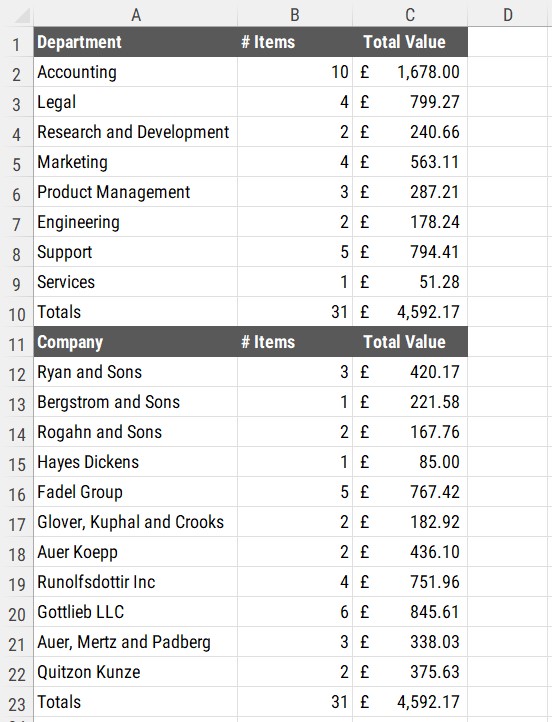 A B C D
1 Department # Items Total Value
2 Accounting 10 £ 1,678.00
3 Legal 4 £ 799.27
4 Research and Development 2 £ 240.66
5 Marketing 4 £ 563.11
6 Product Management 3 £ 287.21
7 Engineering 2 £ 178.24
8 Support 5 £ 794.41
9 Services 1 £ 51.28
10 Totals 31 £ 4,592.17
11 Company # Items Total Value
12 Ryan and Sons 3 £ 420.17
13 Bergstrom and Sons 1 £ 221.58
14 Rogahn and Sons 2 £ 167.76
15 Hayes Dickens 1 £ 85.00
16 Fadel Group 5 £ 767.42
17 Glover, Kuphal and Crooks 2 £ 182.92
18 Auer Koepp 2 £ 436.10
19 Runolfsdottir Inc 4 £ 751.96
20 Gottlieb LLC 6 £ 845.61
21 Auer, Mertz and Padberg 3 £ 338.03
22 Quitzon Kunze 2 £ 375.63
23 Totals 31 £ 4,592.17